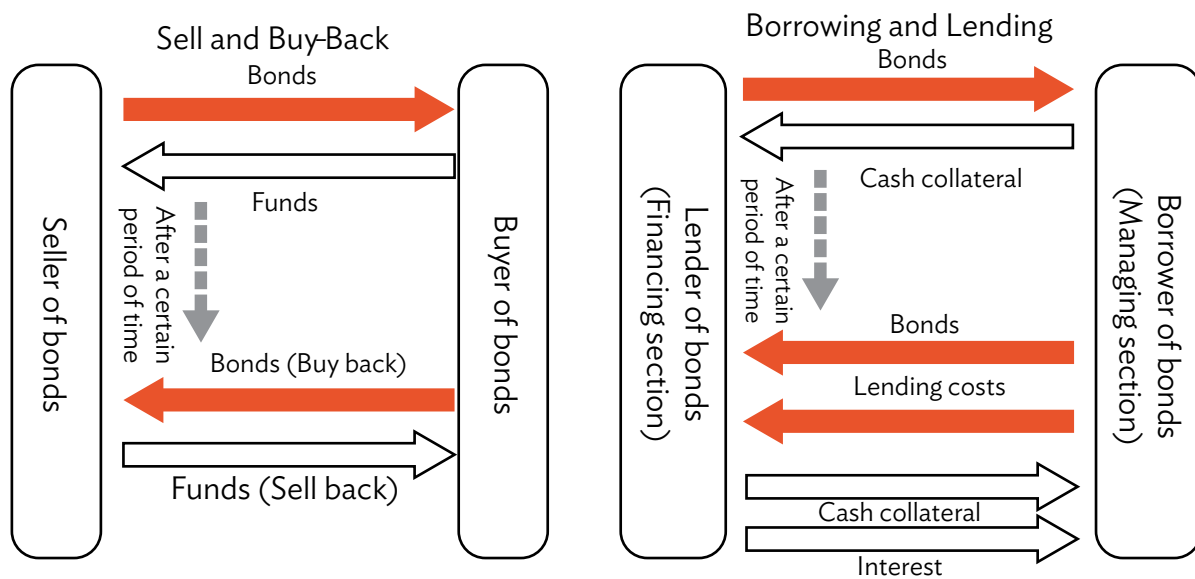 Sell and Buy-Back
Bonds
Funds
After a certain
period of time
Bonds (Buy back)
Funds (Sell back)
Seller of bonds
Buyer of bonds
Borrowing and Lending
Bonds
Cash collateral
After a certain
period of time
Bonds
Lending costs
Cash collateral
Interest
Lender of bonds
(Financing section)
Borrower of bonds
(Managing section)